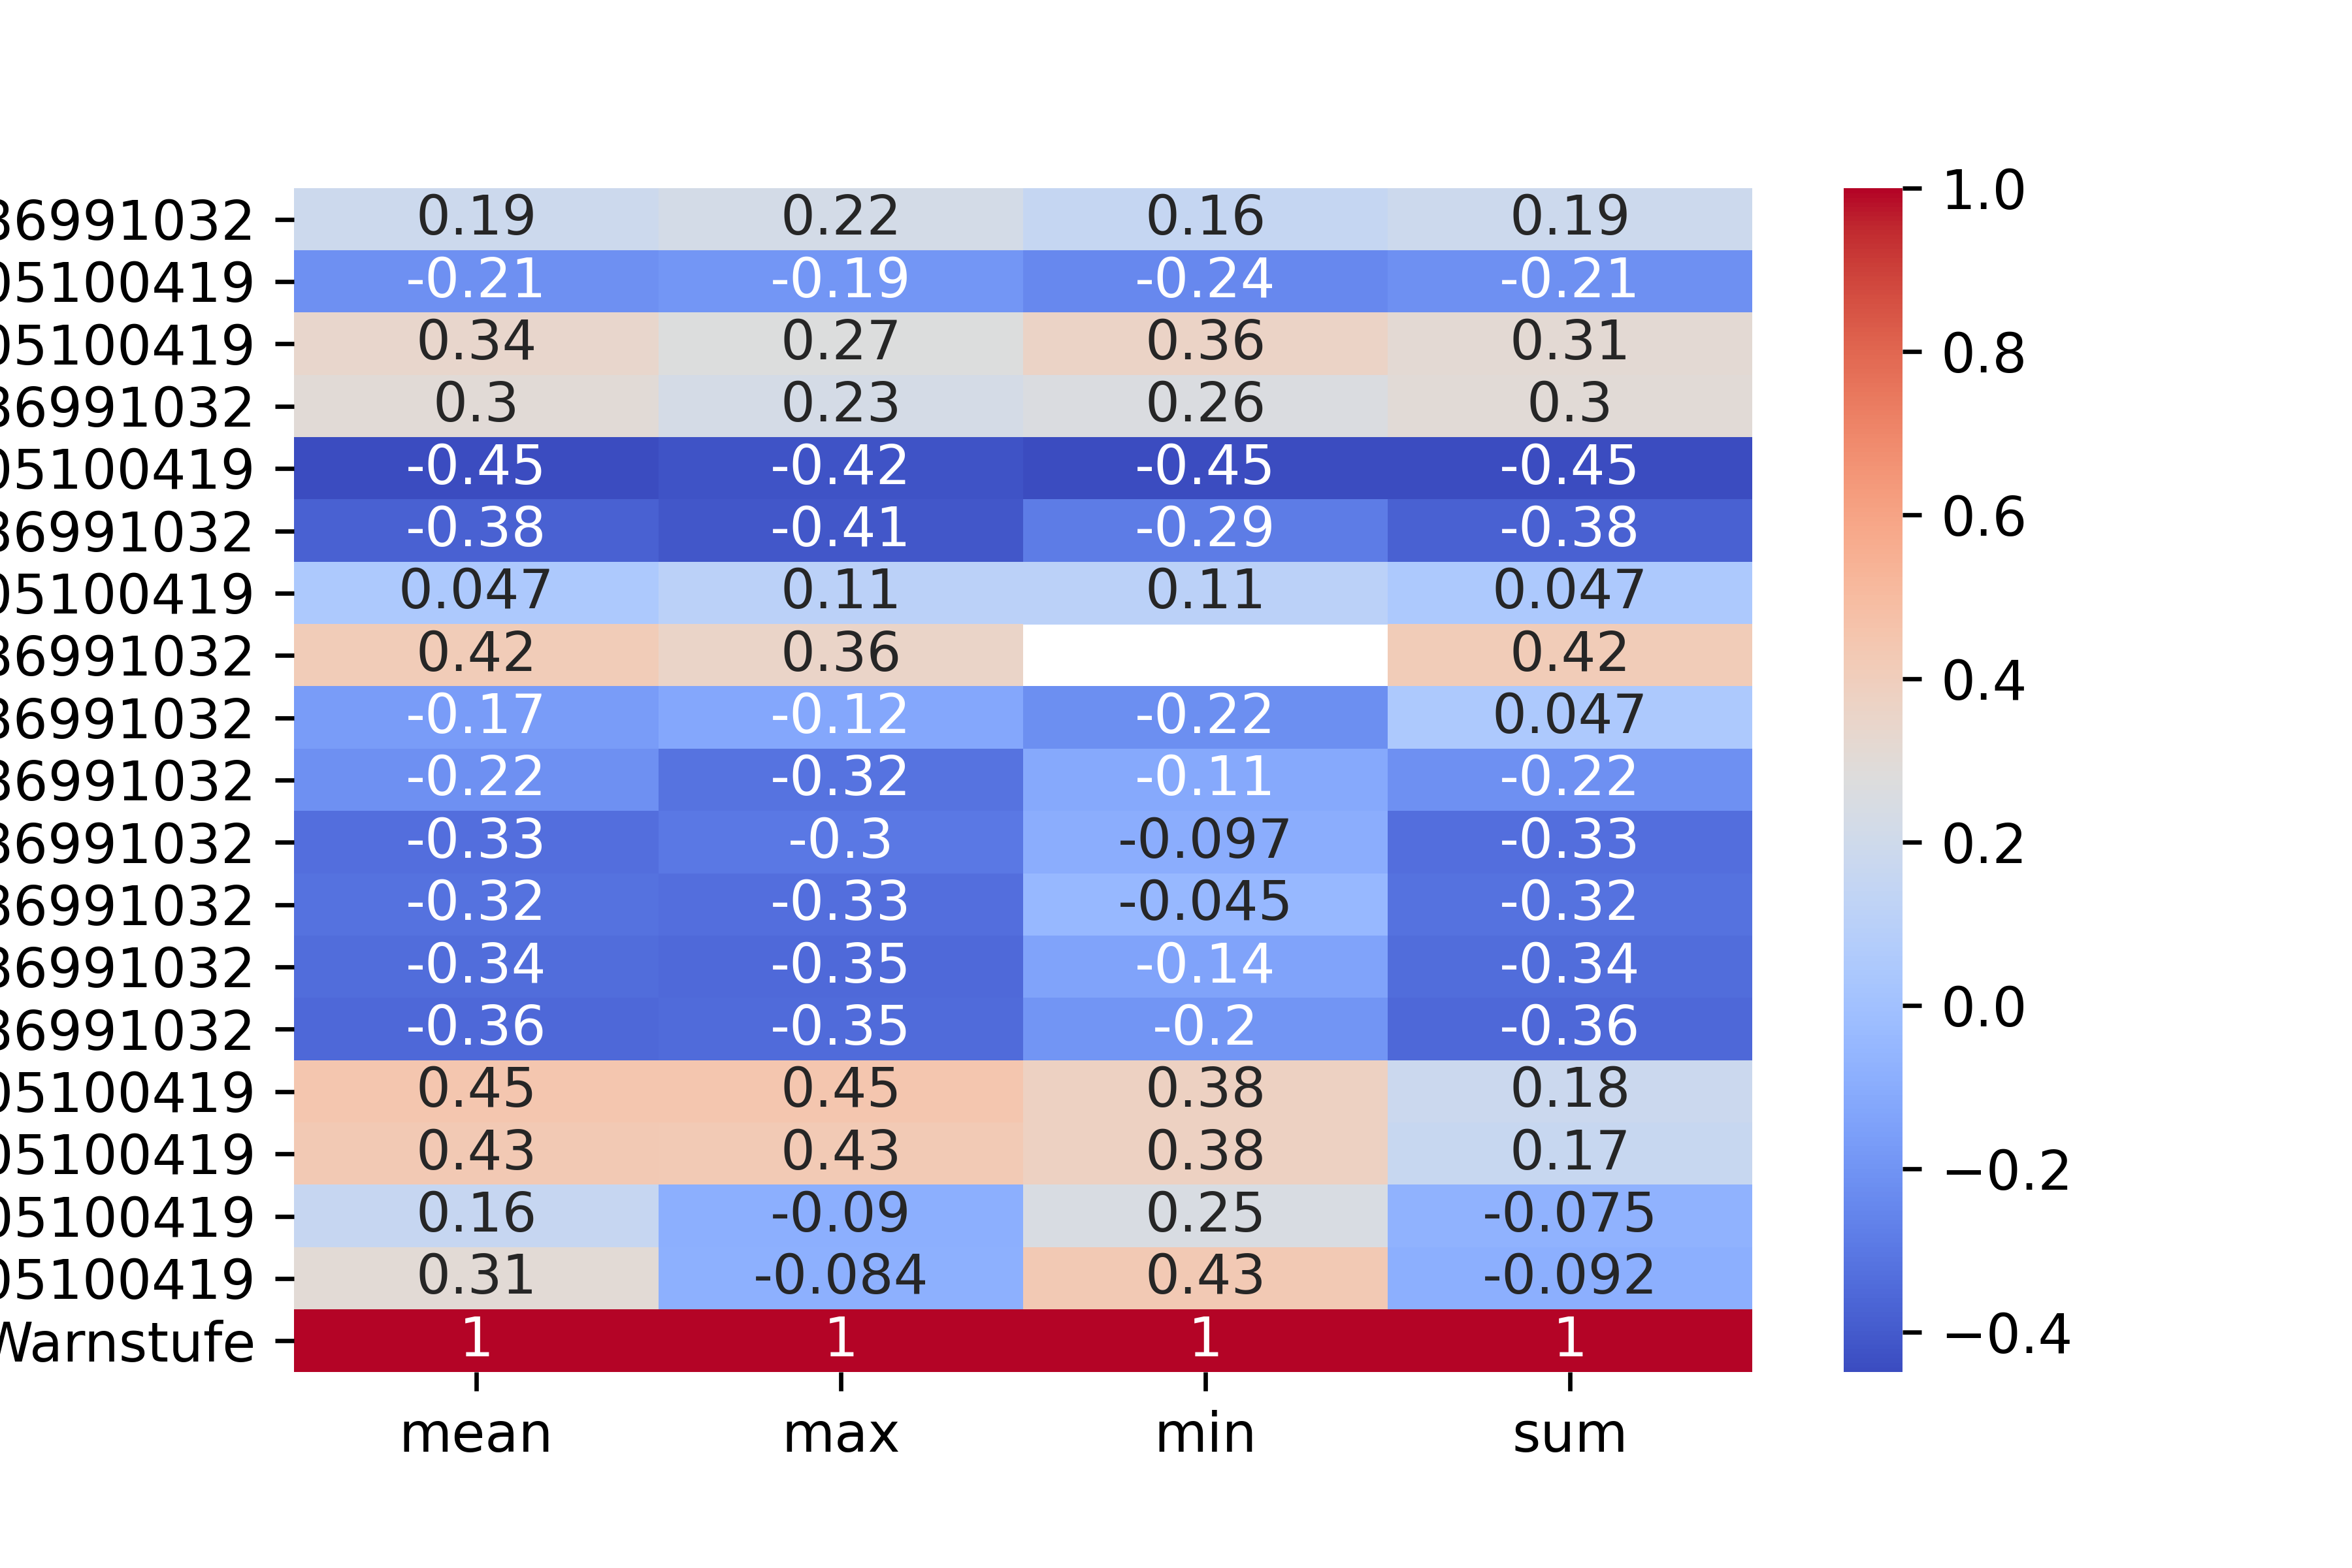 1.0
36991032 0.19 0.22 0.16 0.19
05100419 -0.21 -0.19 -0.24 -0.21
0.8
05100419 0.34 0.27 0.36 0.31
36991032 0.3 0.23 0.26 0.3
05100419 -0.45 -0.42 -0.45 -0.45
0.6
36991032 -0.38 -0.41 -0.29 -0.38
05100419 0.047 0.11 0.11 0.047
36991032 0.42 0.36 0.42
0.4
36991032 -0.17 -0.12 -0.22 0.047
36991032 -0.22 -0.32 -0.11 -0.22
36991032 -0.33 -0.3 -0.097 -0.33
0.2
36991032 -0.32 -0.33 -0.045 -0.32
36991032 -0.34 -0.35 -0.14 -0.34
0.0
36991032 -0.36 -0.35 -0.2 -0.36
05100419 0.45 0.45 0.38 0.18
05100419 0.43 0.43 0.38 0.17
−0.2
05100419 0.16 -0.09 0.25 -0.075
05100419 0.31 -0.084 0.43 -0.092
Warnstufe 1 1 1 1
−0.4
mean max min sum